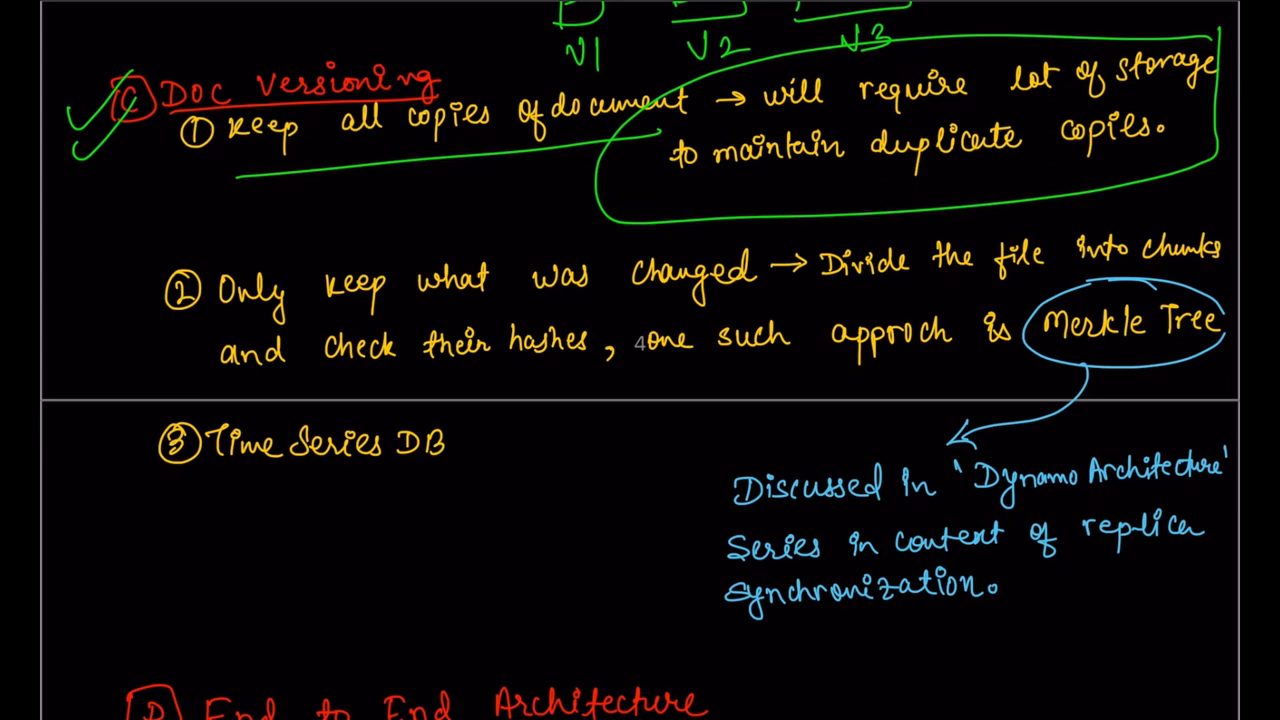 V1 V2 V3
C DOC Versioning
① Keep all copies of document → will require lot of storage
to maintain duplicate copies.
② Only keep what was changed → Divide the file into chunks
and check their hashes, one such approch is Merkle Tree
4
③ Time Series DB
Discussed in 'Dynamo Architecture'
Series in content of replica
synchronization.
D End to End Architecture